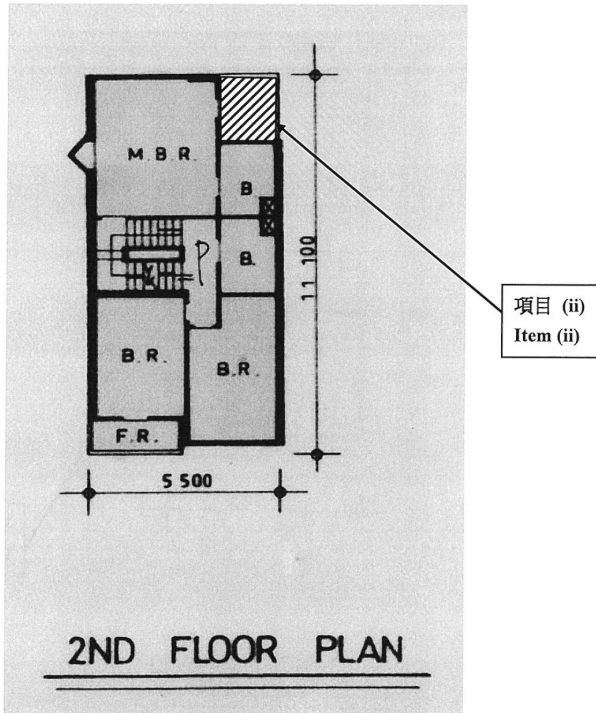 M.B.R.
B
P
B.
11 100
項目 (ii)
Item (ii)
B.R.
B.R.
F.R.
5 500
2ND FLOOR PLAN